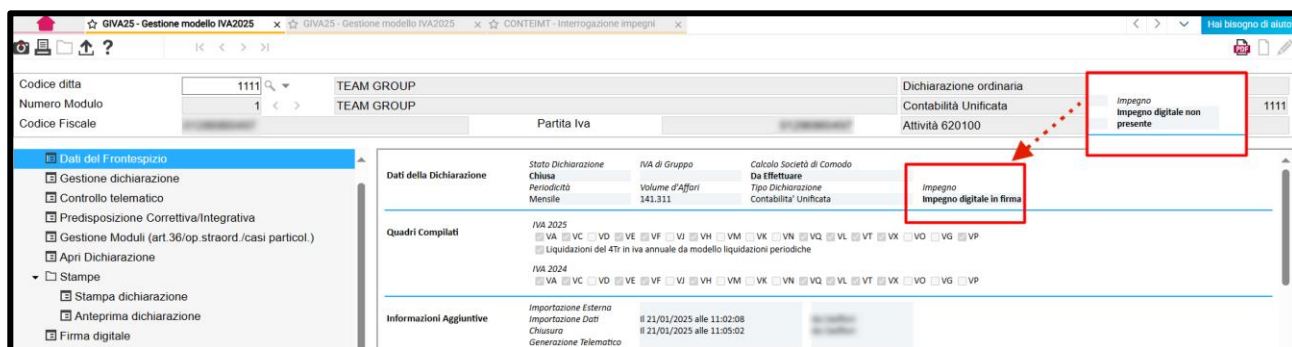 GIVA25 - Gestione modello IVA2025 x GIVA25 - Gestione modello IVA2025 x CONTEIMT - Interrogazione impegni x
Hai bisogno di aiuto
?
PDF
Codice ditta 1111 TEAM GROUP Dichiarazione ordinaria
Numero Modulo 1 TEAM GROUP Contabilità Unificata 1111
Codice Fiscale Partita Iva Attività 620100
Impegno
Impegno digitale non
presente
Dati del Frontespizio
Gestione dichiarazione
Controllo telematico
Predisposizione Correttiva/Integrativa
Gestione Moduli (art.36/op.straord./casi particol.)
Apri Dichiarazione
Stampe
Stampa dichiarazione
Anteprima dichiarazione
Firma digitale
Dati della Dichiarazione
Stato Dichiarazione IVA di Gruppo Calcolo Società di Comodo
Chiusa Da Effettuare
Periodicità Volume d'Affari Tipo Dichiarazione Impegno
Mensile 141.311 Contabilita' Unificata Impegno digitale in firma
Quadri Compilati
IVA 2025
VA VC VD VE VF VJ VH VM VK VN VQ VL VT VX VO VG VP
Liquidazioni del 4Tr in iva annuale da modello liquidazioni periodiche
IVA 2024
VA VC VD VE VF VJ VH VM VK VN VQ VL VT VX VO VG VP
Informazioni Aggiuntive
Importazione Esterna
Importazione Dati Il 21/01/2025 alle 11:02:08
Chiusura Il 21/01/2025 alle 11:05:02
Generazione Telematico